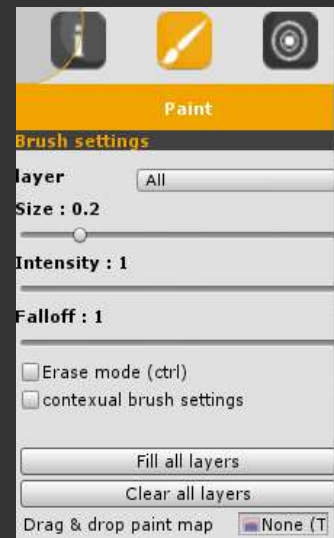 Paint
Brush settings
layer All
Size : 0.2
Intensity : 1
Falloff : 1
Erase mode (ctrl)
contexual brush settings
Fill all layers
Clear all layers
Drag & drop paint map None (T